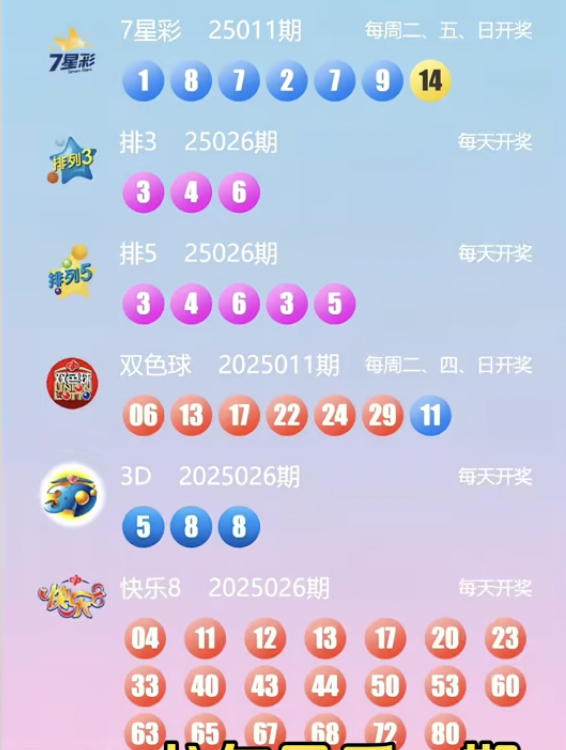 7星彩 25011期 每周二、五、日开奖
7星彩
1 8 7 2 7 9 14
排3 25026期 每天开奖
排列3
3 4 6
排5 25026期 每天开奖
排列5
3 4 6 3 5
双色球 2025011期 每周二、四、日开奖
双色球
UNION
LOTTO
06 13 17 22 24 29 11
3D 2025026期 每天开奖
3D
5 8 8
快乐8 2025026期 每天开奖
快乐8
04 11 12 13 17 20 23
33 40 43 44 50 53 60
63 65 67 68 72 80